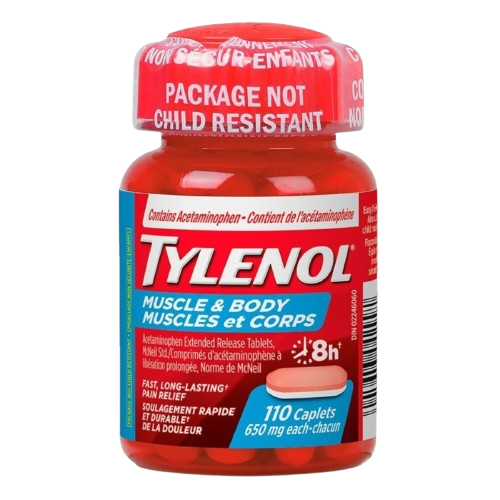 DANNEMENT
NON SÉCUR-ENFANTS
PACKAGE NOT
CHILD RESISTANT
Contains Acetaminophen - Contient de l'acétaminophène
TYLENOL®
MUSCLE & BODY
MUSCLES et CORPS
Acetaminophen Extended Release Tablets,
McNeil Std./Comprimés d'acétaminophène à
libération prolongée, Norme de McNeil
8h†
FAST, LONG-LASTING†
PAIN RELIEF
SOULAGEMENT RAPIDE
ET DURABLE†
DE LA DOULEUR
110 Caplets
650 mg each-chacun
DIN 02246060